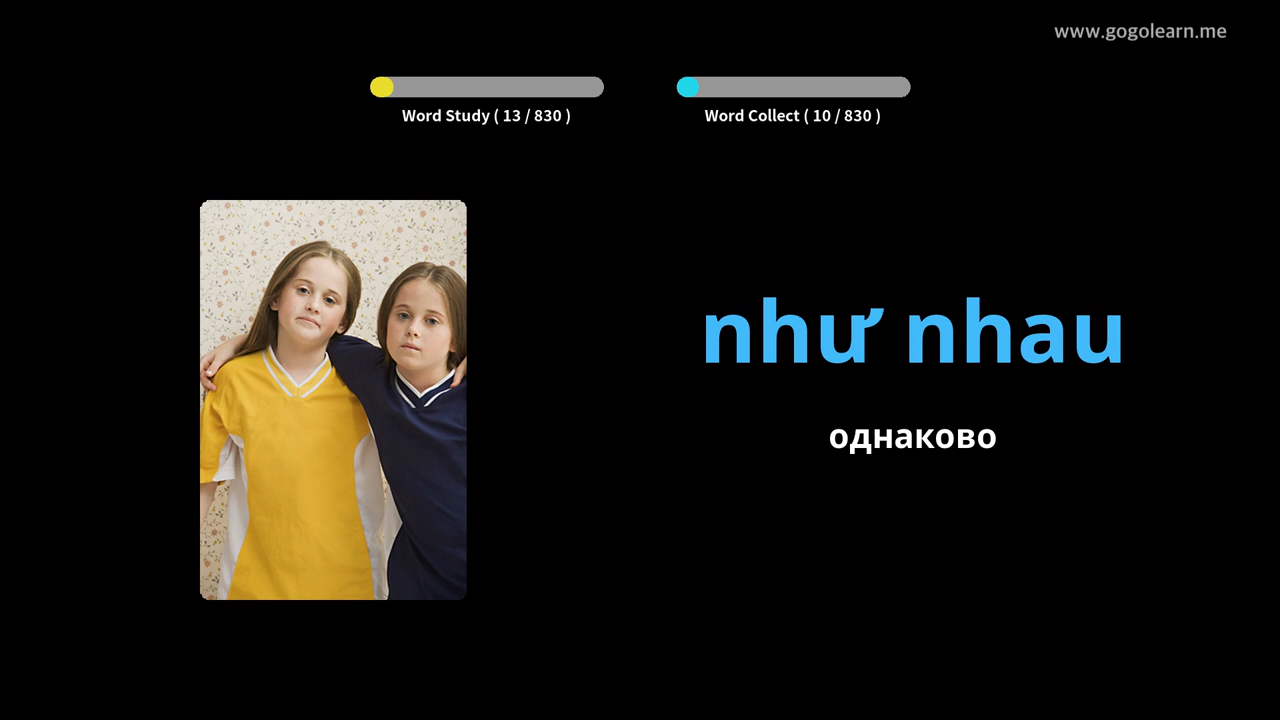 www.gogolearn.me
Word Study ( 13 / 830 )
Word Collect ( 10 / 830 )
như nhau
однаково